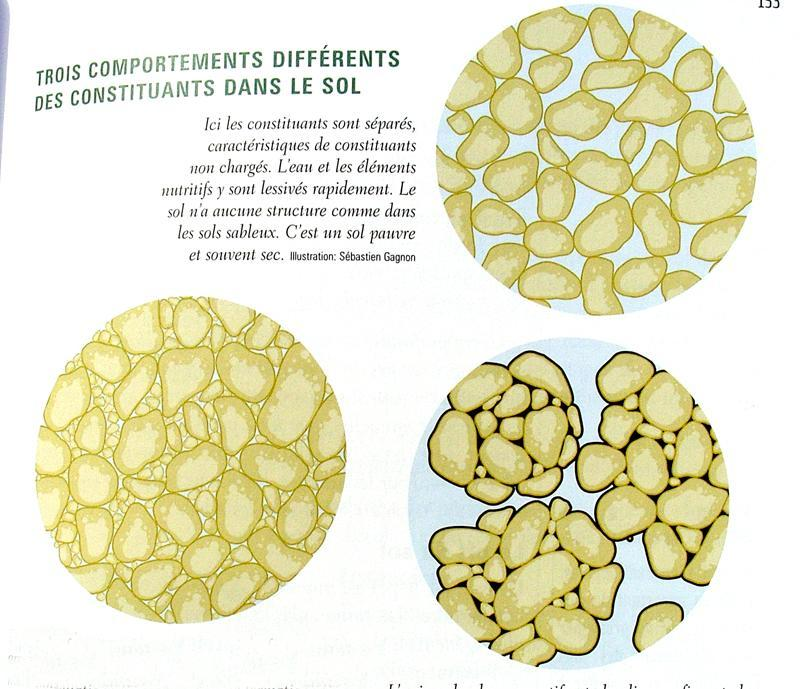 153
TROIS COMPORTEMENTS DIFFÉRENTS
DES CONSTITUANTS DANS LE SOL
Ici les constituants sont séparés,
caractéristiques de constituants
non chargés. L'eau et les éléments
nutritifs y sont lessivés rapidement. Le
sol n'a aucune structure comme dans
les sols sableux. C'est un sol pauvre
et souvent sec. Illustration: Sébastien Gagnon